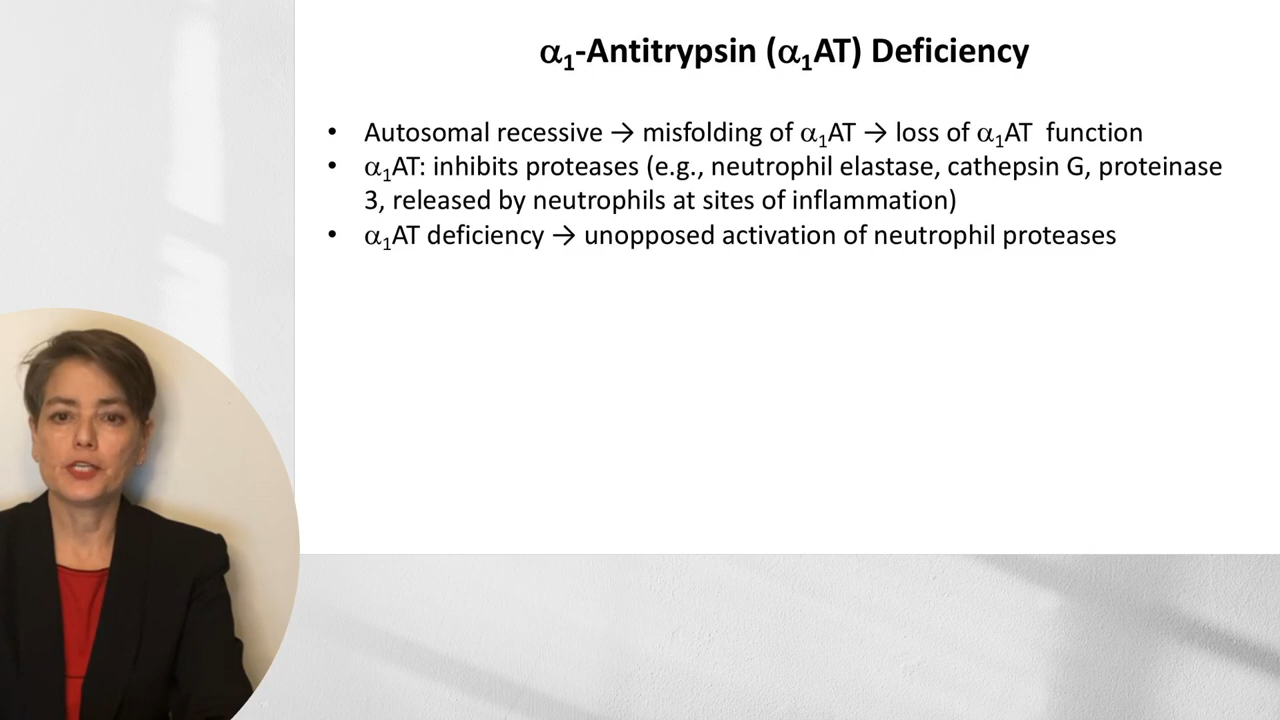 α₁-Antitrypsin (α₁AT) Deficiency
• Autosomal recessive → misfolding of α₁AT → loss of α₁AT function
• α₁AT: inhibits proteases (e.g., neutrophil elastase, cathepsin G, proteinase
3, released by neutrophils at sites of inflammation)
• α₁AT deficiency → unopposed activation of neutrophil proteases